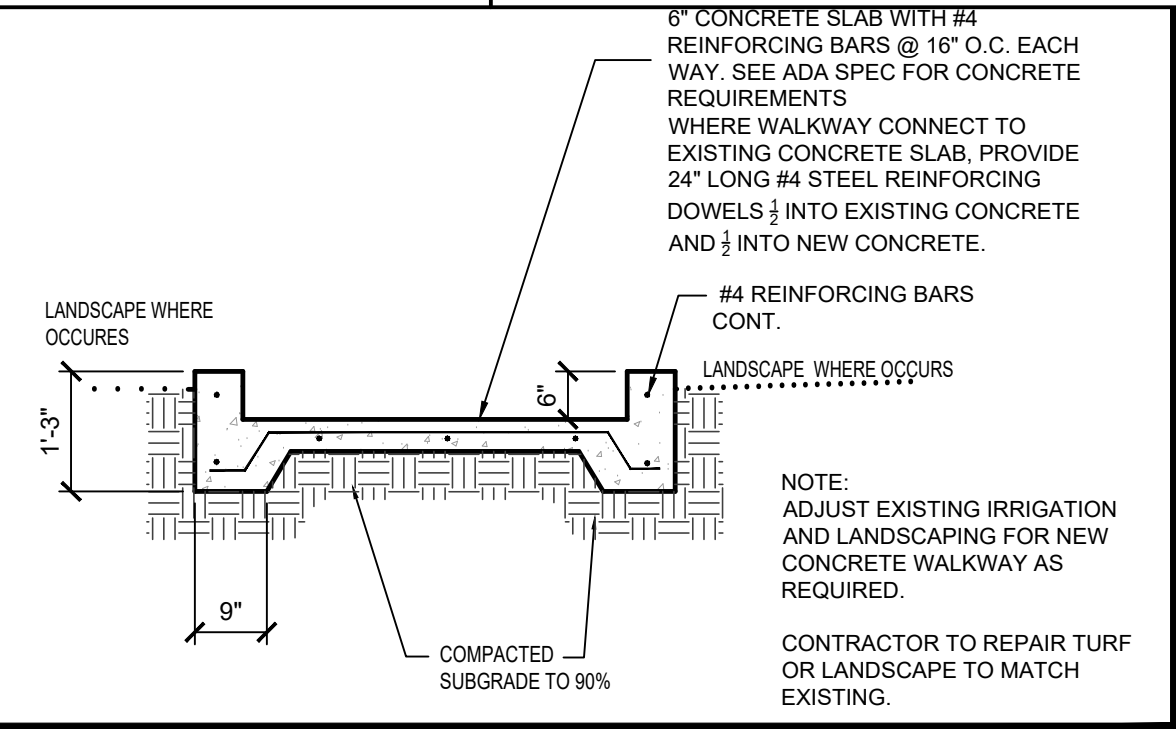 6" CONCRETE SLAB WITH #4
REINFORCING BARS @ 16" O.C. EACH
WAY. SEE ADA SPEC FOR CONCRETE
REQUIREMENTS
WHERE WALKWAY CONNECT TO
EXISTING CONCRETE SLAB, PROVIDE
24" LONG #4 STEEL REINFORCING
DOWELS 1/2 INTO EXISTING CONCRETE
AND 1/2 INTO NEW CONCRETE.
#4 REINFORCING BARS
CONT.
LANDSCAPE WHERE
OCCURES
LANDSCAPE WHERE OCCURS
6"
1'-3"
9"
COMPACTED
SUBGRADE TO 90%
NOTE:
ADJUST EXISTING IRRIGATION
AND LANDSCAPING FOR NEW
CONCRETE WALKWAY AS
REQUIRED.
CONTRACTOR TO REPAIR TURF
OR LANDSCAPE TO MATCH
EXISTING.